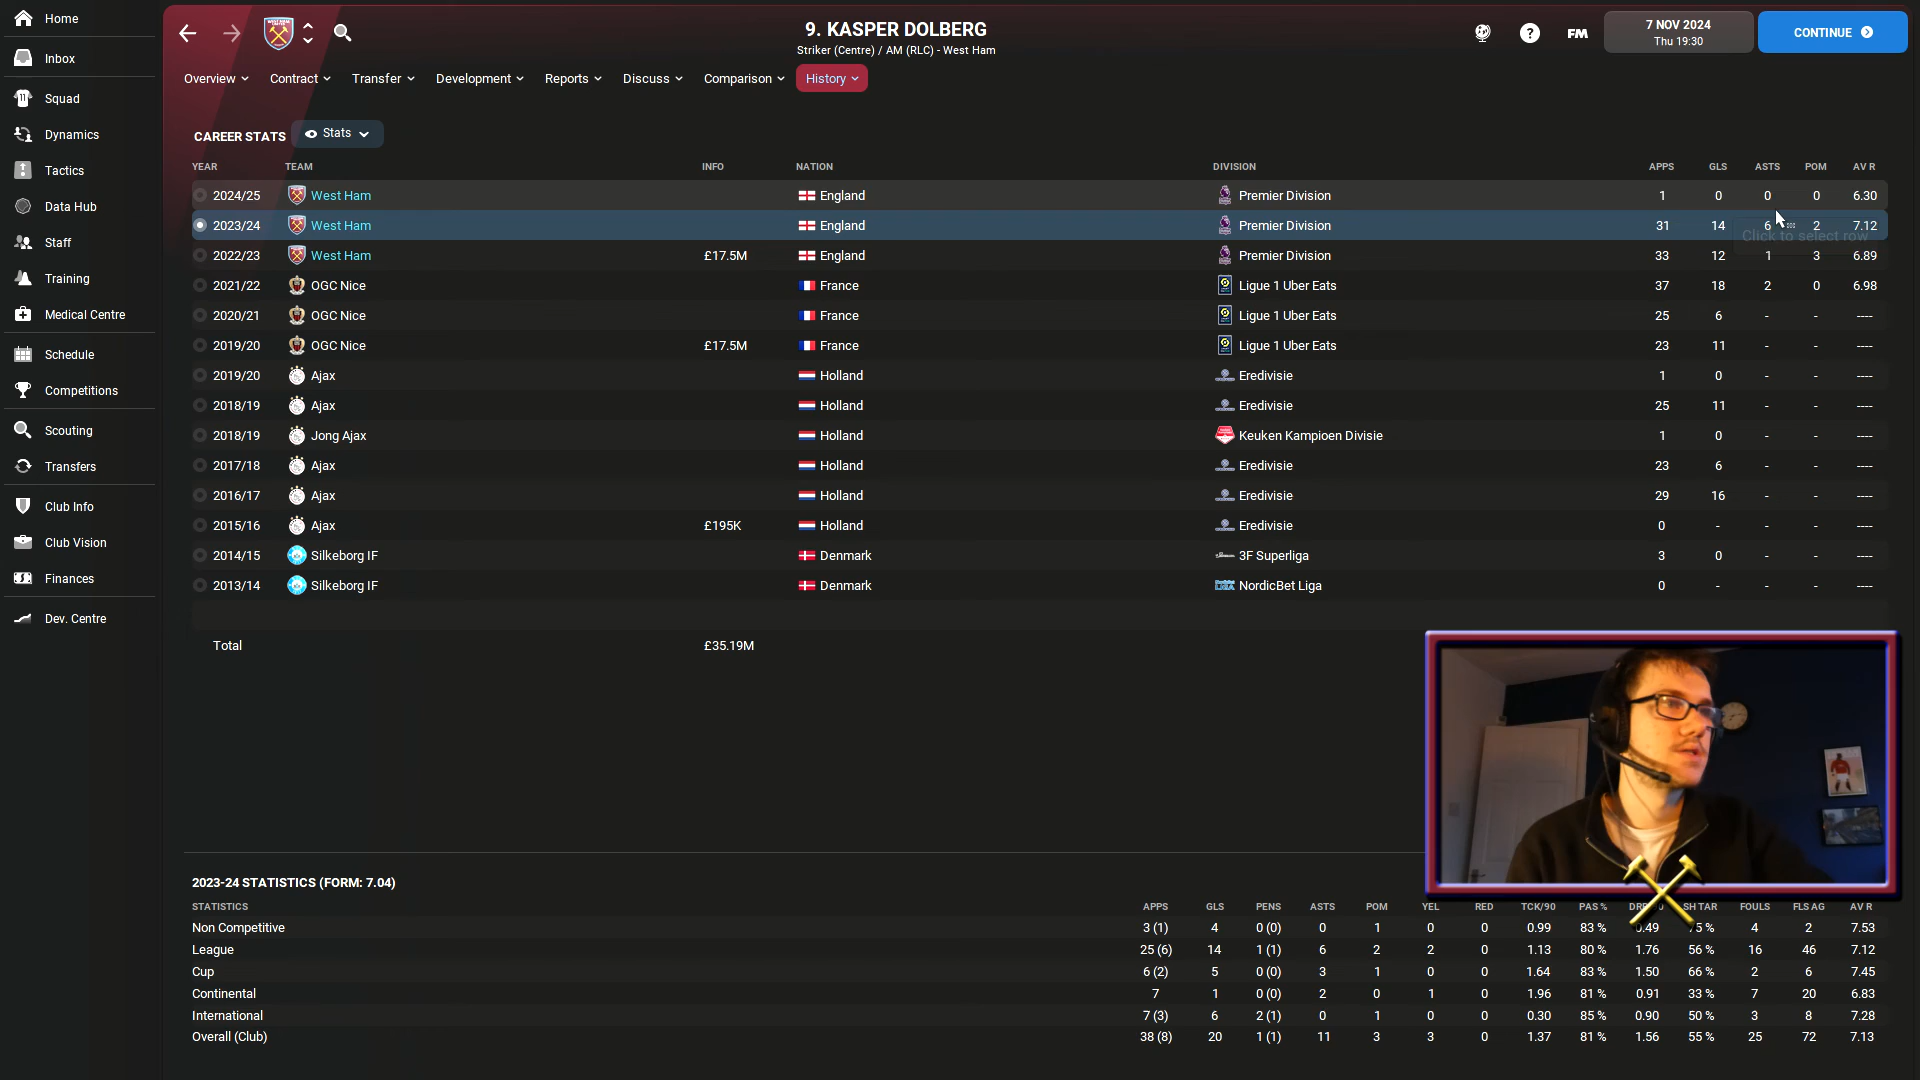 Home
Inbox
Squad
Dynamics
Tactics
Data Hub
Staff
Training
Medical Centre
Schedule
Competitions
Scouting
Transfers
Club Info
Club Vision
Finances
Dev. Centre
9. KASPER DOLBERG
Striker (Centre) / AM (RLC) - West Ham
FM
7 NOV 2024
Thu 19:30
CONTINUE
Overview Contract Transfer Development Reports Discuss Comparison History
CAREER STATS Stats
YEAR TEAM INFO NATION DIVISION APPS GLS ASTS POM AV R
2024/25 West Ham England Premier Division 1 0 0 0 6.30
2023/24 West Ham England Premier Division 31 14 6 2 7.12
Click to select row
2022/23 West Ham £17.5M England Premier Division 33 12 1 3 6.89
2021/22 OGC Nice France Ligue 1 Uber Eats 37 18 2 0 6.98
2020/21 OGC Nice France Ligue 1 Uber Eats 25 6 - - ----
2019/20 OGC Nice £17.5M France Ligue 1 Uber Eats 23 11 - - ----
2019/20 Ajax Holland Eredivisie 1 0 - - ----
2018/19 Ajax Holland Eredivisie 25 11 - - ----
2018/19 Jong Ajax Holland Keuken Kampioen Divisie 1 0 - - ----
2017/18 Ajax Holland Eredivisie 23 6 - - ----
2016/17 Ajax Holland Eredivisie 29 16 - - ----
2015/16 Ajax £195K Holland Eredivisie 0 - - - ----
2014/15 Silkeborg IF Denmark 3F Superliga 3 0 - - ----
2013/14 Silkeborg IF Denmark NordicBet Liga 0 - - - ----
Total £35.19M
2023-24 STATISTICS (FORM: 7.04)
STATISTICS APPS GLS PENS ASTS POM YEL RED TCK/90 PAS % SH TAR FOULS FLS AG AV R
Non Competitive 3 (1) 4 0 (0) 0 1 0 0 0.99 83 % 0.49 75 % 4 2 7.53
League 25 (6) 14 1 (1) 6 2 2 0 1.13 80 % 1.76 56 % 16 46 7.12
Cup 6 (2) 5 0 (0) 3 1 0 0 1.64 83 % 1.50 66 % 2 6 7.45
Continental 7 1 0 (0) 2 0 1 0 1.96 81 % 0.91 33 % 7 20 6.83
International 7 (3) 6 2 (1) 0 1 0 0 0.30 85 % 0.90 50 % 3 8 7.28
Overall (Club) 38 (8) 20 1 (1) 11 3 3 0 1.37 81 % 1.56 55 % 25 72 7.13